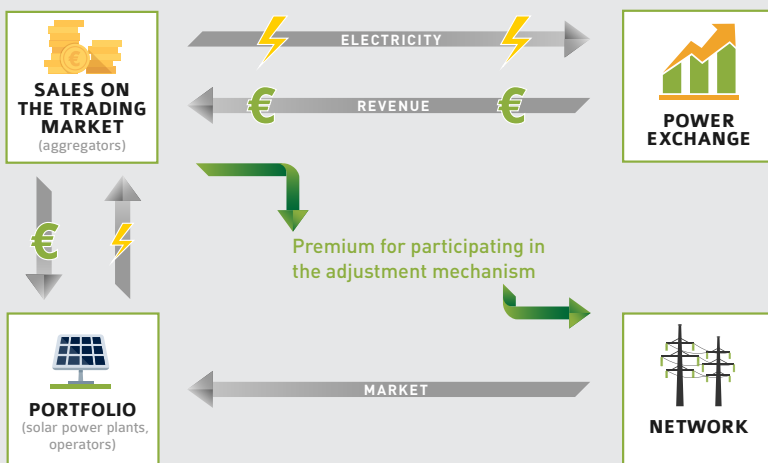 SALES ON
THE TRADING
MARKET
(aggregators)
ELECTRICITY
€ REVENUE €
POWER
EXCHANGE
€
Premium for participating in
the adjustment mechanism
PORTFOLIO
(solar power plants,
operators)
MARKET
NETWORK